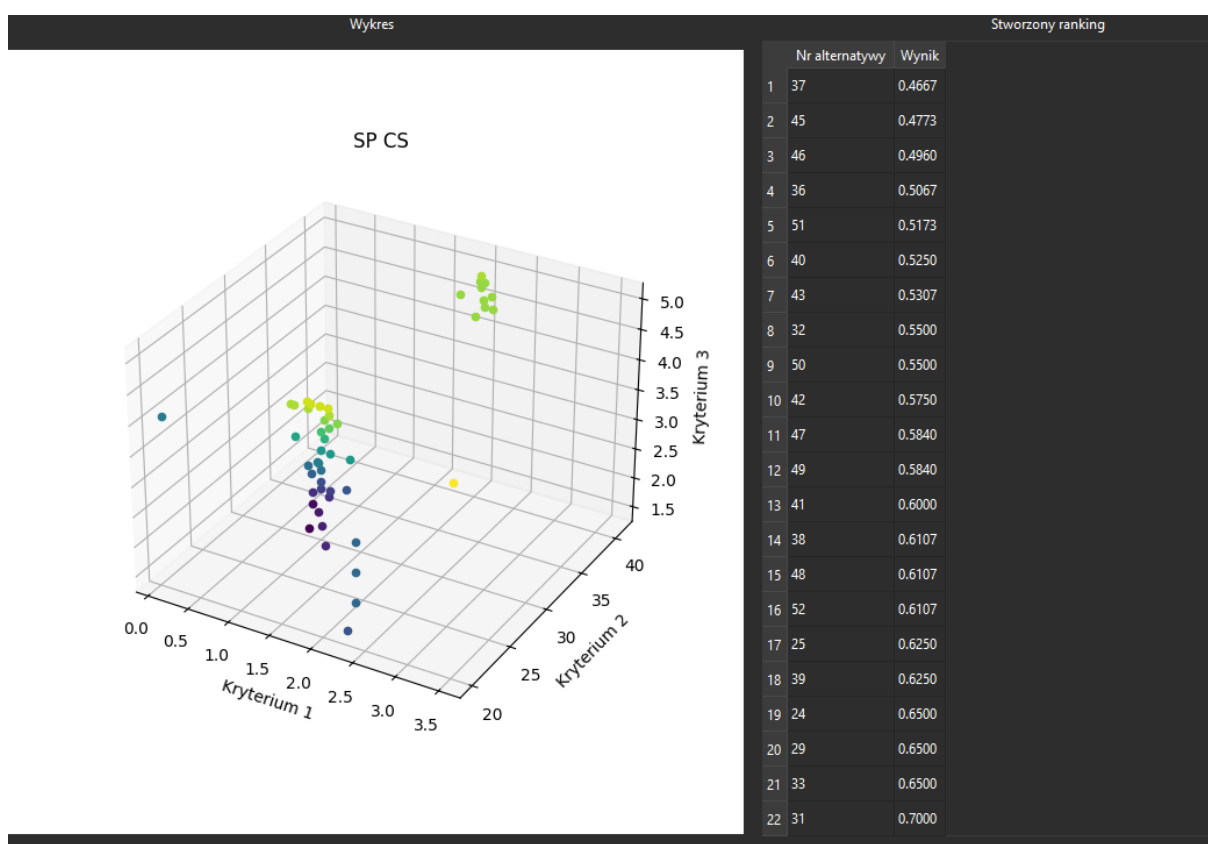 Wykres
Stworzony ranking
SP CS
5.0
4.5
4.0
3.5
3.0
2.5
2.0
1.5
Kryterium 3
40
35
30
25
20
Kryterium 2
0.0
0.5
1.0
1.5
2.0
2.5
3.0
3.5
Kryterium 1
Nr alternatywy Wynik
1 37 0.4667
2 45 0.4773
3 46 0.4960
4 36 0.5067
5 51 0.5173
6 40 0.5250
7 43 0.5307
8 32 0.5500
9 50 0.5500
10 42 0.5750
11 47 0.5840
12 49 0.5840
13 41 0.6000
14 38 0.6107
15 48 0.6107
16 52 0.6107
17 25 0.6250
18 39 0.6250
19 24 0.6500
20 29 0.6500
21 33 0.6500
22 31 0.7000